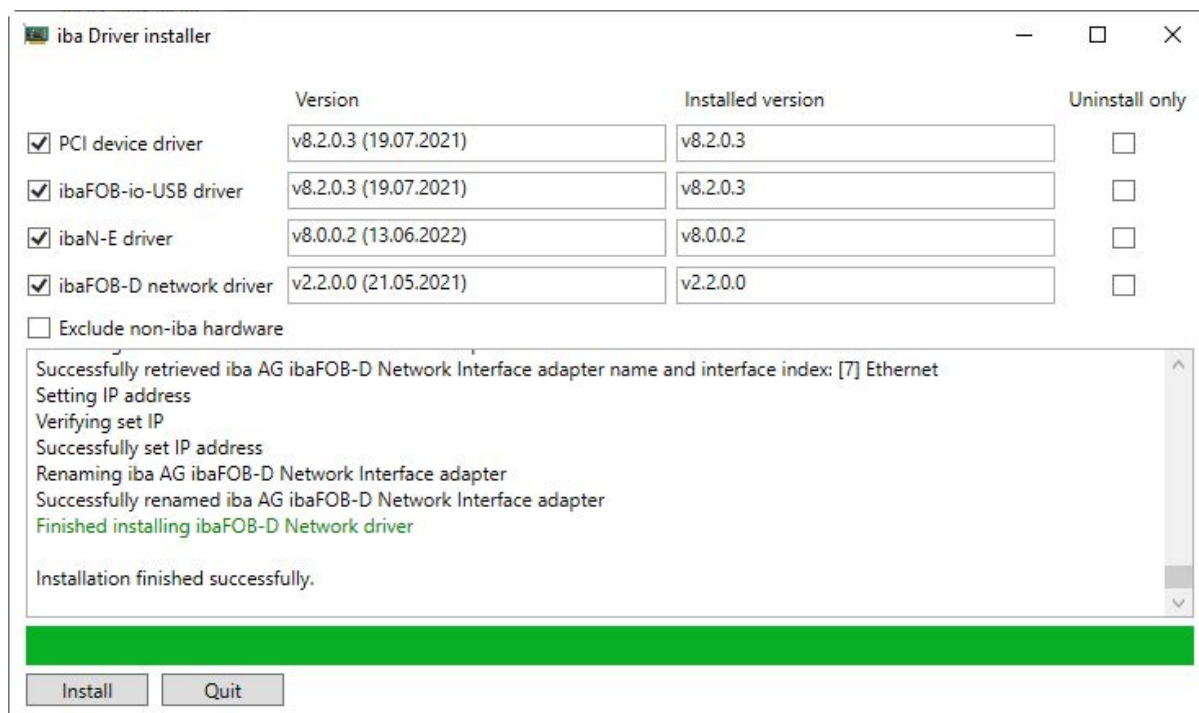 iba Driver installer
Version Installed version Uninstall only
PCI device driver v8.2.0.3 (19.07.2021) v8.2.0.3
ibaFOB-io-USB driver v8.2.0.3 (19.07.2021) v8.2.0.3
ibaN-E driver v8.0.0.2 (13.06.2022) v8.0.0.2
ibaFOB-D network driver v2.2.0.0 (21.05.2021) v2.2.0.0
Exclude non-iba hardware
Successfully retrieved iba AG ibaFOB-D Network Interface adapter name and interface index: [7] Ethernet
Setting IP address
Verifying set IP
Successfully set IP address
Renaming iba AG ibaFOB-D Network Interface adapter
Successfully renamed iba AG ibaFOB-D Network Interface adapter
Finished installing ibaFOB-D Network driver
Installation finished successfully.
Install Quit